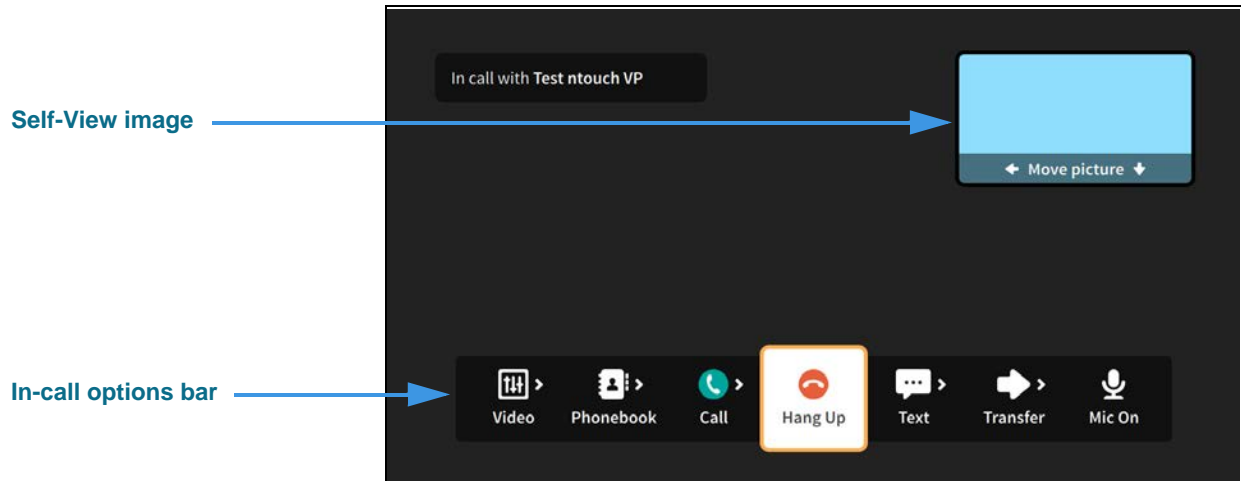 In call with Test ntouch VP
Self-View image
Move picture
In-call options bar
Video
Phonebook
Call
Hang Up
Text
Transfer
Mic On